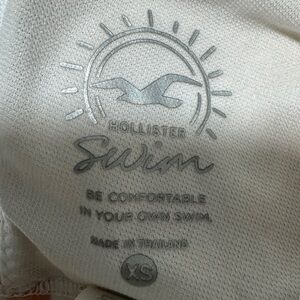 HOLLISTER
Swim
BE COMFORTABLE
IN YOUR OWN SWIM.
MADE IN THAILAND
XS